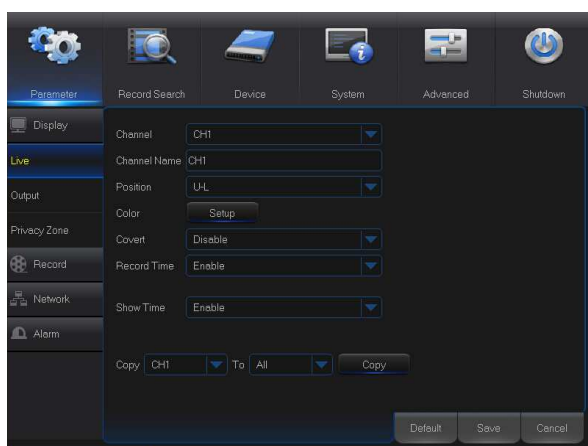 Parameter Record Search Device System Advanced Shutdown
Display
Live
Output
Privacy Zone
Record
Network
Alarm
Channel CH1
Channel Name CH1
Position U-L
Color Setup
Covert Disable
Record Time Enable
Show Time Enable
Copy CH1 To All Copy
Default Save Cancel